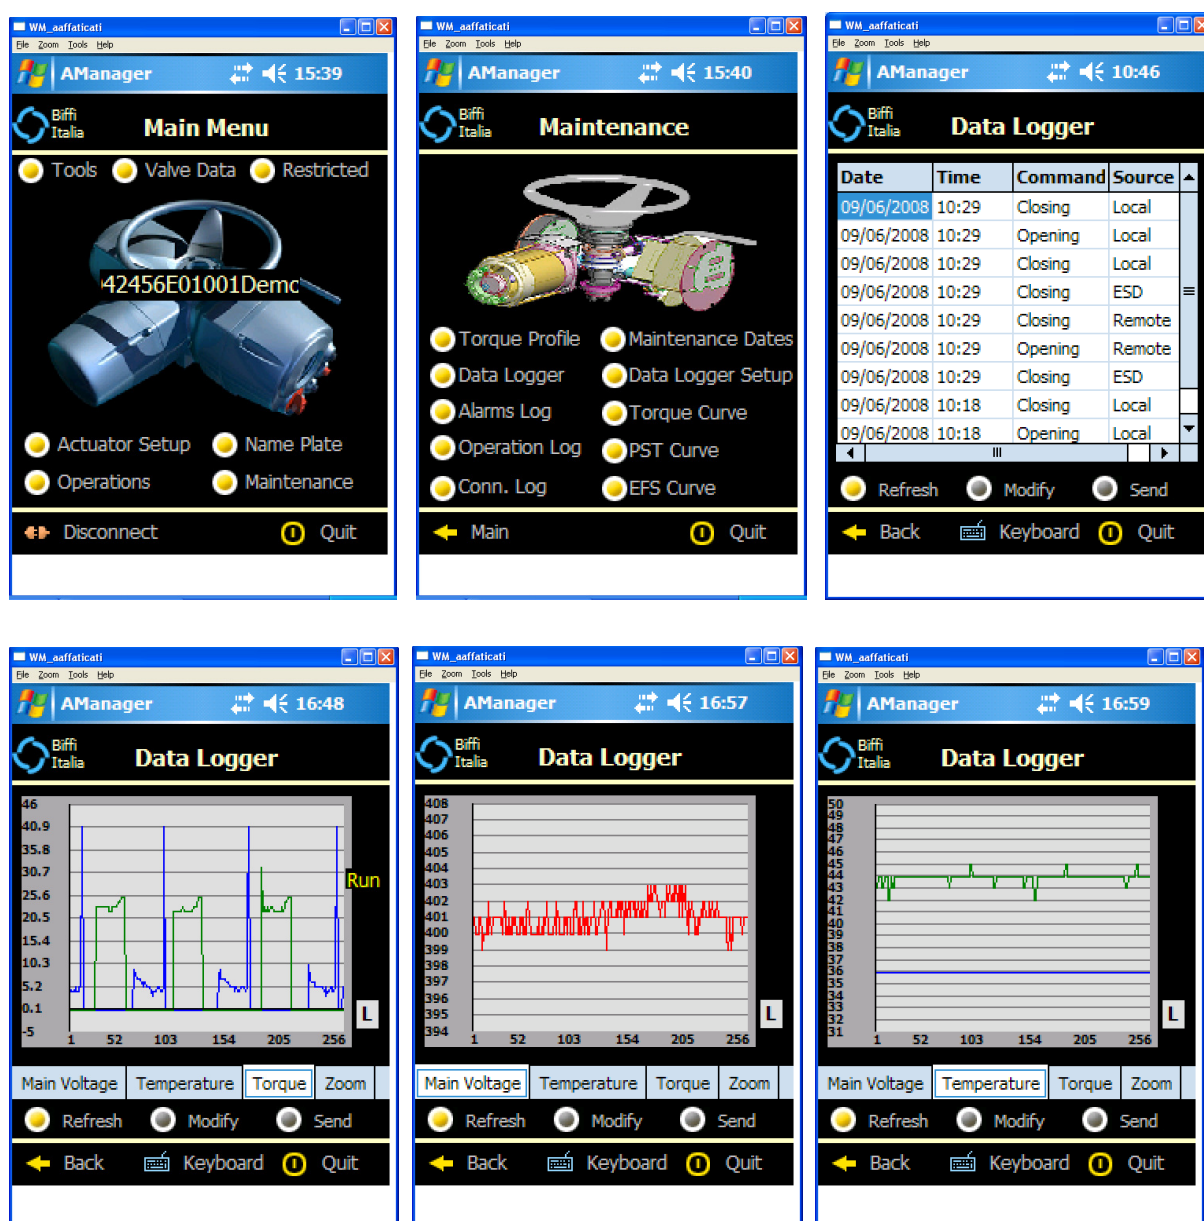 WM_aaffaticati
File Zoom Tools Help
AManager 15:39
Biffi
Italia
Main Menu
Tools Valve Data Restricted
42456E01001Demo
Actuator Setup Name Plate
Operations Maintenance
Disconnect Quit
WM_aaffaticati
File Zoom Tools Help
AManager 15:40
Biffi
Italia
Maintenance
Torque Profile Maintenance Dates
Data Logger Data Logger Setup
Alarms Log Torque Curve
Operation Log PST Curve
Conn. Log EFS Curve
Main Quit
WM_aaffaticati
File Zoom Tools Help
AManager 10:46
Biffi
Italia
Data Logger
Date Time Command Source
09/06/2008 10:29 Closing Local
09/06/2008 10:29 Opening Local
09/06/2008 10:29 Closing Local
09/06/2008 10:29 Closing ESD
09/06/2008 10:29 Closing Remote
09/06/2008 10:29 Opening Remote
09/06/2008 10:29 Closing ESD
09/06/2008 10:18 Closing Local
09/06/2008 10:18 Opening Local
Refresh Modify Send
Back Keyboard Quit
WM_aaffaticati
File Zoom Tools Help
AManager 16:48
Biffi
Italia
Data Logger
46
40.9
35.8
30.7
Run
25.6
20.5
15.4
10.3
5.2
0.1
L
-5
1 52 103 154 205 256
Main Voltage Temperature Torque Zoom
Refresh Modify Send
Back Keyboard Quit
WM_aaffaticati
File Zoom Tools Help
AManager 16:57
Biffi
Italia
Data Logger
408
407
406
405
404
403
402
401
400
399
398
397
396
395
L
394
1 52 103 154 205 256
Main Voltage Temperature Torque Zoom
Refresh Modify Send
Back Keyboard Quit
WM_aaffaticati
File Zoom Tools Help
AManager 16:59
Biffi
Italia
Data Logger
50
49
48
47
46
45
44
43
42
41
40
39
38
37
36
35
34
33
32
L
31
1 52 103 154 205 256
Main Voltage Temperature Torque Zoom
Refresh Modify Send
Back Keyboard Quit